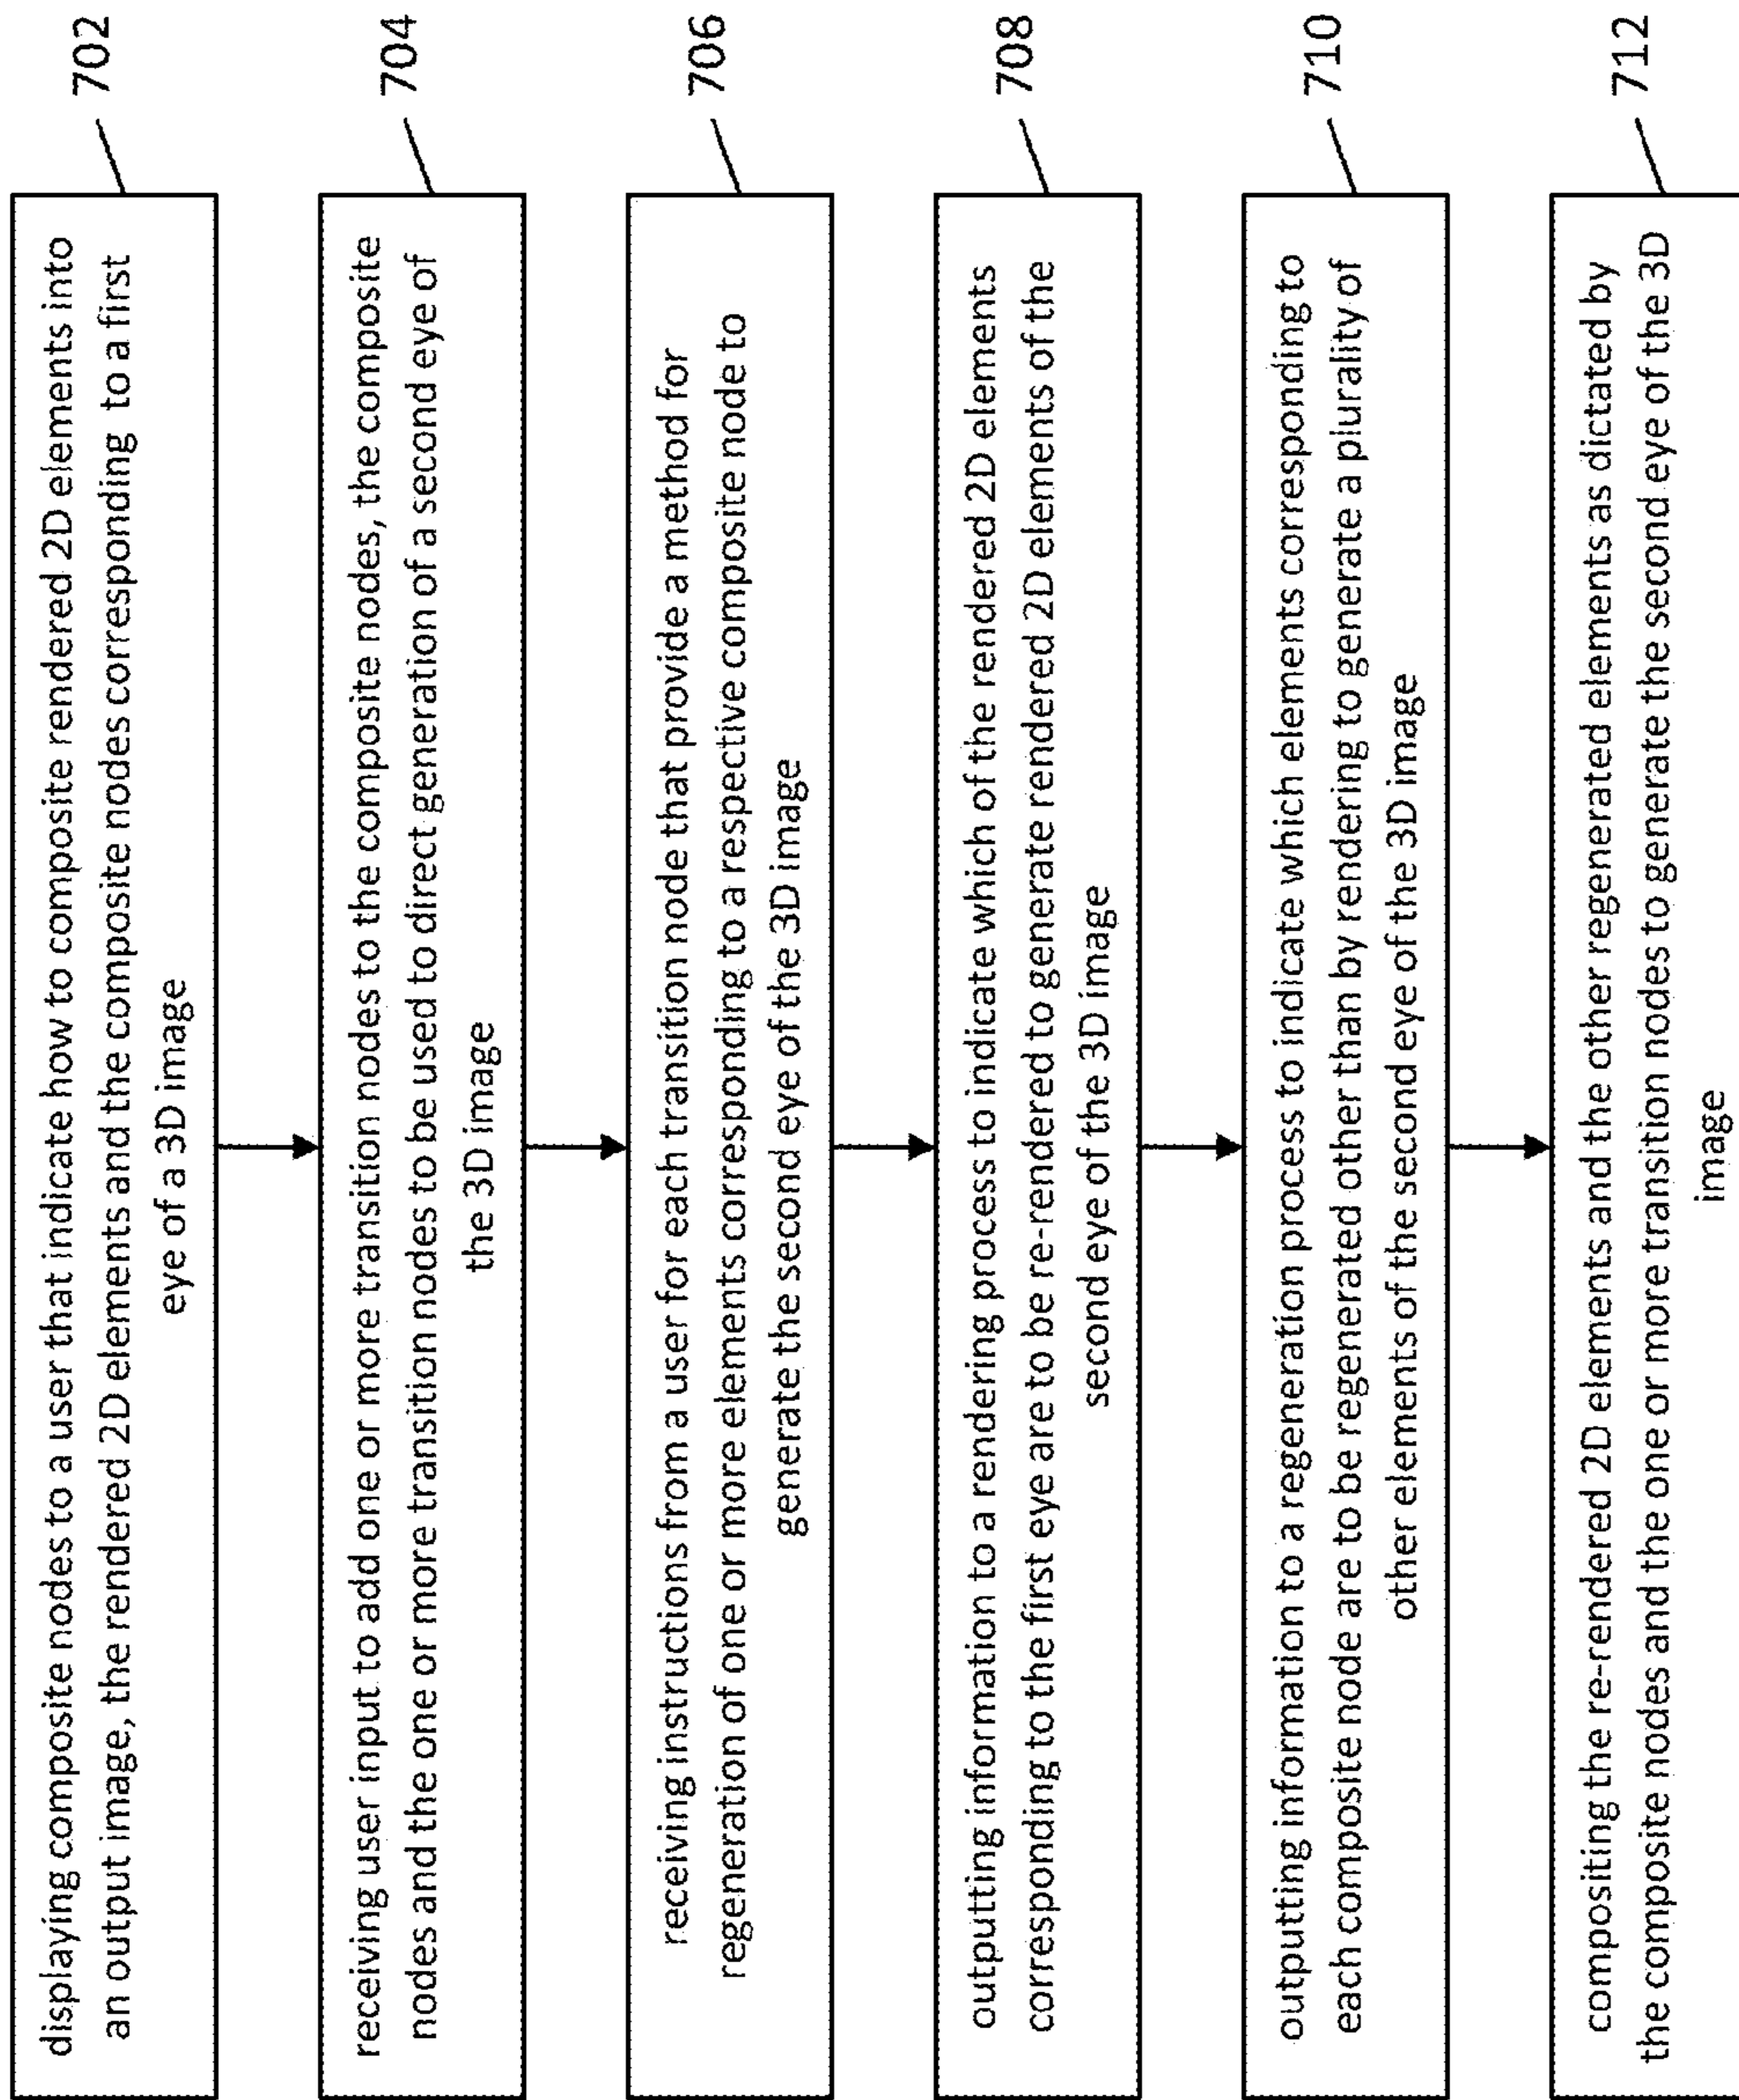 displaying composite nodes to a user that indicate how to composite rendered 2D elements into
an output image, the rendered 2D elements and the composite nodes corresponding to a first
eye of a 3D image
702
receiving user input to add one or more transition nodes to the composite nodes, the composite
nodes and the one or more transition nodes to be used to direct generation of a second eye of
the 3D image
704
receiving instructions from a user for each transition node that provide a method for
regeneration of one or more elements corresponding to a respective composite node to
generate the second eye of the 3D image
706
outputting information to a rendering process to indicate which of the rendered 2D elements
corresponding to the first eye are to be re-rendered to generate rendered 2D elements of the
second eye of the 3D image
708
outputting information to a regeneration process to indicate which elements corresponding to
each composite node are to be regenerated other than by rendering to generate a plurality of
other elements of the second eye of the 3D image
710
compositing the re-rendered 2D elements and the other regenerated elements as dictated by
the composite nodes and the one or more transition nodes to generate the second eye of the 3D
image
712